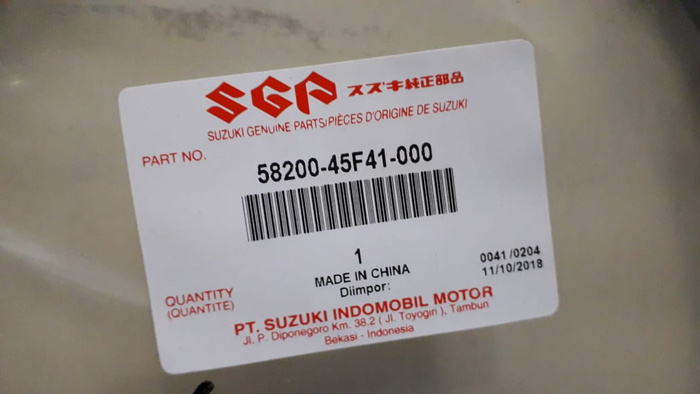 SGP スズキ純正部品
SUZUKI GENUINE PARTS/PIÈCES D'ORIGINE DE SUZUKI
PART NO.
58200-45F41-000
1
MADE IN CHINA
Diimpor:
0041 /0204
11/10/2018
QUANTITY
(QUANTITE)
PT. SUZUKI INDOMOBIL MOTOR
Jl. P. Diponegoro Km. 38.2 ( Jl. Toyogiri ), Tambun
Bekasi - Indonesia